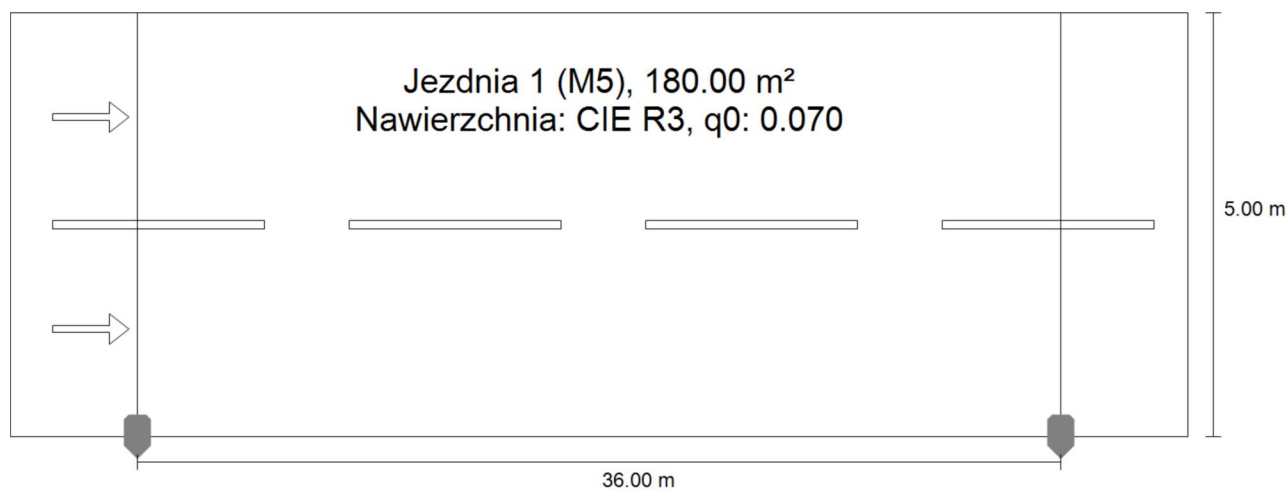 Jezdnia 1 (M5), 180.00 m²
Nawierzchnia: CIE R3, q0: 0.070
5.00 m
36.00 m